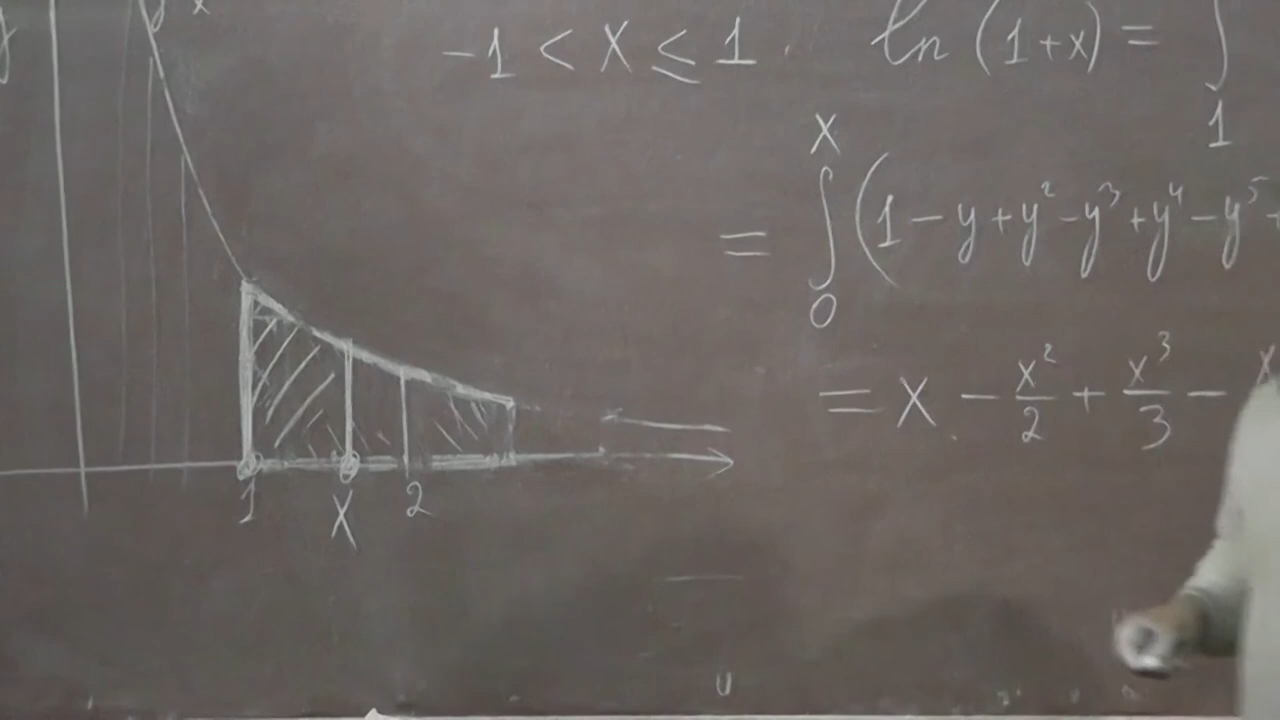 y x
-1 < X ≤ 1
ln (1+x) = ∫ 1
= ∫ X 0 (1 - y + y² - y³ + y⁴ - y⁵ +
= X - x²/2 + x³/3 - x
1 X 2